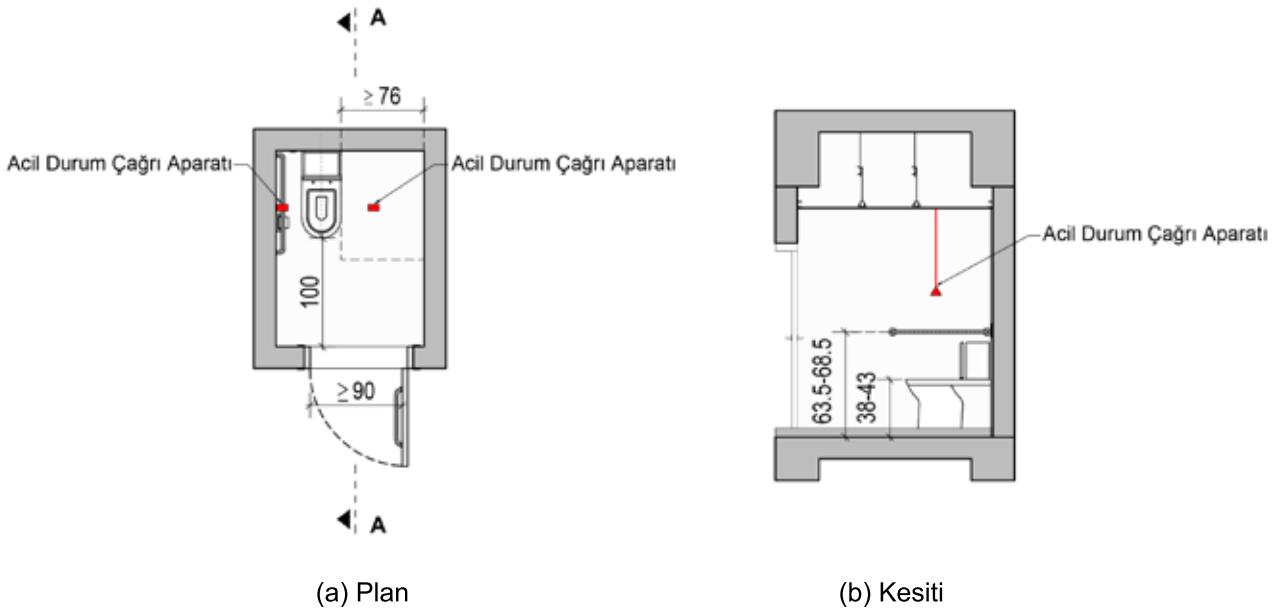 A
≥ 76
Acil Durum Çağrı Aparatı
Acil Durum Çağrı Aparatı
100
≥ 90
A
(a) Plan
Acil Durum Çağrı Aparatı
63.5-68.5
38-43
(b) Kesiti